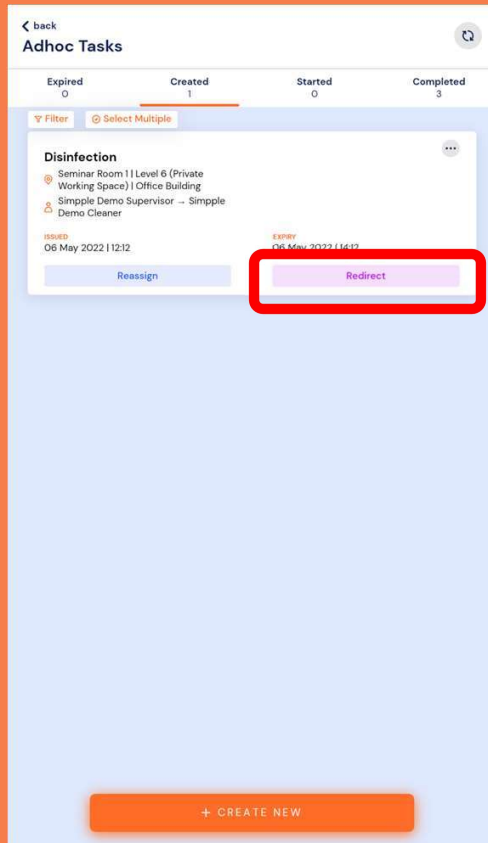 back
Adhoc Tasks
Expired Created Started Completed
0 1 0 3
Filter Select Multiple
Disinfection
Seminar Room 1 | Level 6 (Private
Working Space) | Office Building
Simpple Demo Supervisor → Simpple
Demo Cleaner
ISSUED EXPIRY
06 May 2022 | 12:12 06 May 2022 | 14:12
Reassign Redirect
+ CREATE NEW